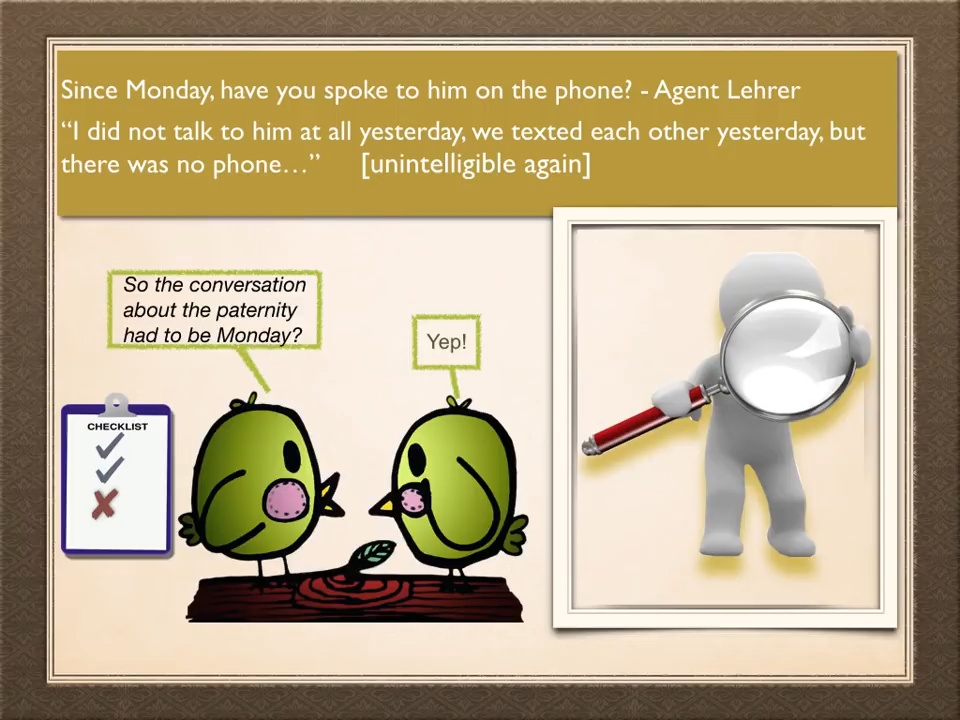 Since Monday, have you spoke to him on the phone? - Agent Lehrer
“I did not talk to him at all yesterday, we texted each other yesterday, but
there was no phone…” [unintelligible again]
So the conversation
about the paternity
had to be Monday?
Yep!
CHECKLIST